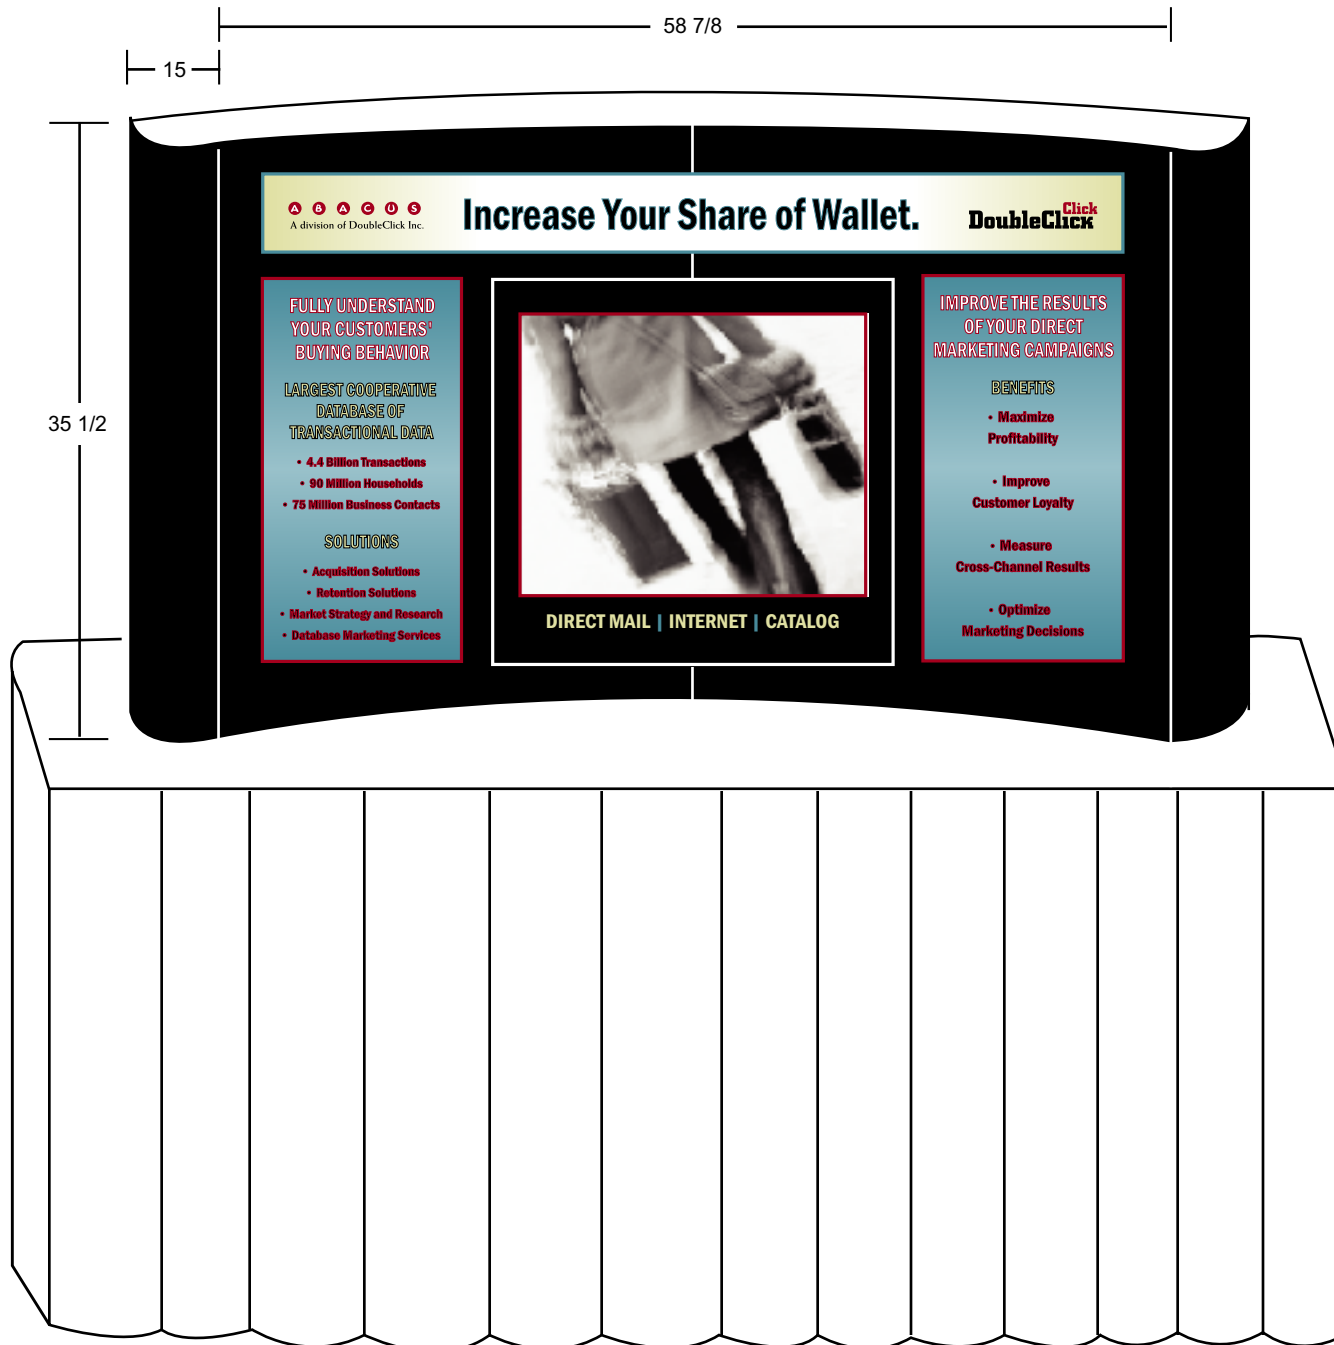 58 7/8
15
35 1/2
A B A C U S
A division of DoubleClick Inc.
Increase Your Share of Wallet.
Click
DoubleClick
FULLY UNDERSTAND
YOUR CUSTOMERS'
BUYING BEHAVIOR
LARGEST COOPERATIVE
DATABASE OF
TRANSACTIONAL DATA
• 4.4 Billion Transactions
• 90 Million Households
• 75 Million Business Contacts
SOLUTIONS
• Acquisition Solutions
• Retention Solutions
• Market Strategy and Research
• Database Marketing Services
DIRECT MAIL | INTERNET | CATALOG
IMPROVE THE RESULTS
OF YOUR DIRECT
MARKETING CAMPAIGNS
BENEFITS
• Maximize
Profitability
• Improve
Customer Loyalty
• Measure
Cross-Channel Results
• Optimize
Marketing Decisions